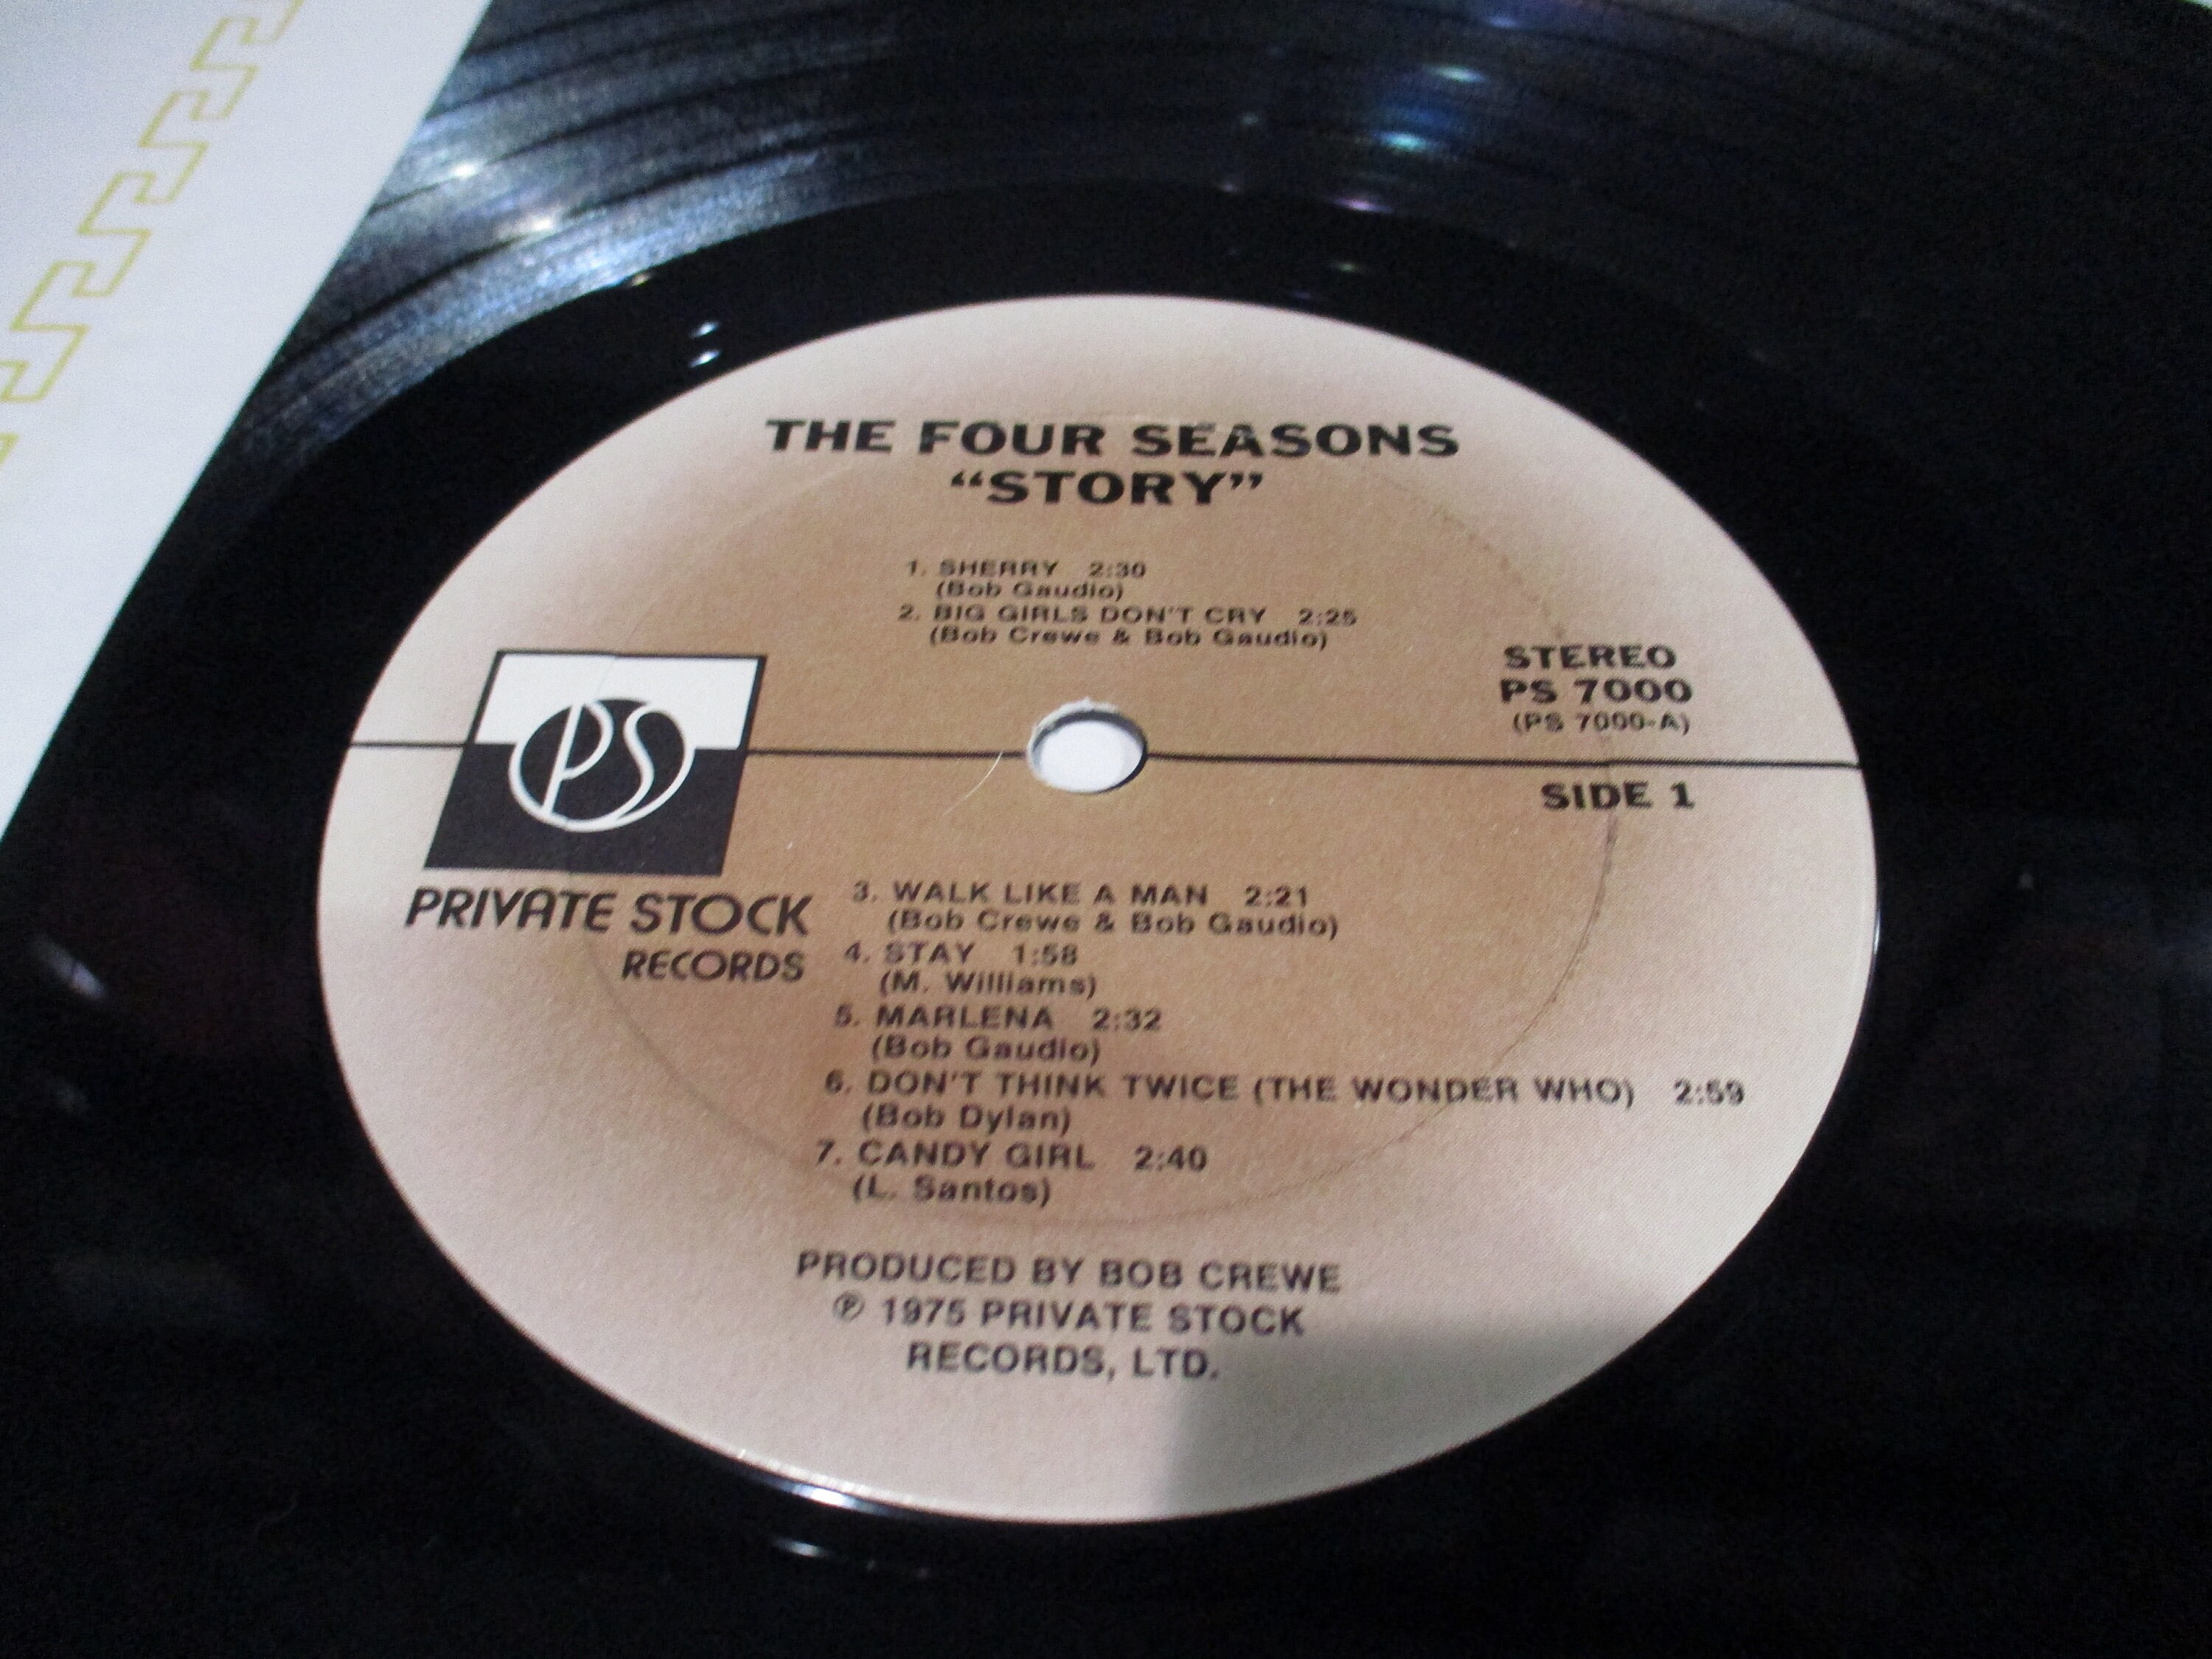 THE FOUR SEASONS
“STORY”
1. SHERRY 2:30
(Bob Gaudio)
2. BIG GIRLS DON'T CRY 2:25
(Bob Crewe & Bob Gaudio)
STEREO
PS 7000
(PS 7000-A)
SIDE 1
PS
PRIVATE STOCK
RECORDS
3. WALK LIKE A MAN 2:21
(Bob Crewe & Bob Gaudio)
4. STAY 1:58
(M. Williams)
5. MARLENA 2:32
(Bob Gaudio)
6. DON'T THINK TWICE (THE WONDER WHO) 2:59
(Bob Dylan)
7. CANDY GIRL 2:40
(L. Santos)
PRODUCED BY BOB CREWE
℗ 1975 PRIVATE STOCK
RECORDS, LTD.